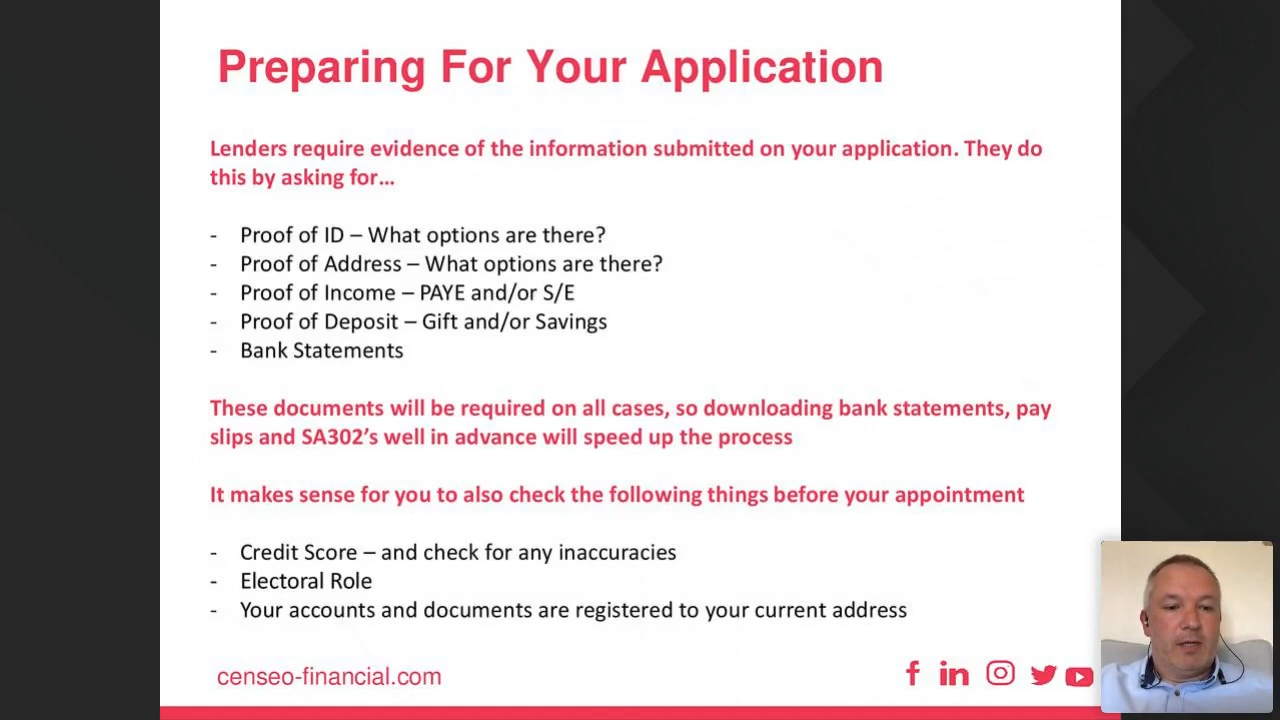 Preparing For Your Application
Lenders require evidence of the information submitted on your application. They do
this by asking for…
- Proof of ID – What options are there?
- Proof of Address – What options are there?
- Proof of Income – PAYE and/or S/E
- Proof of Deposit – Gift and/or Savings
- Bank Statements
These documents will be required on all cases, so downloading bank statements, pay
slips and SA302’s well in advance will speed up the process
It makes sense for you to also check the following things before your appointment
- Credit Score – and check for any inaccuracies
- Electoral Role
- Your accounts and documents are registered to your current address
censeo-financial.com